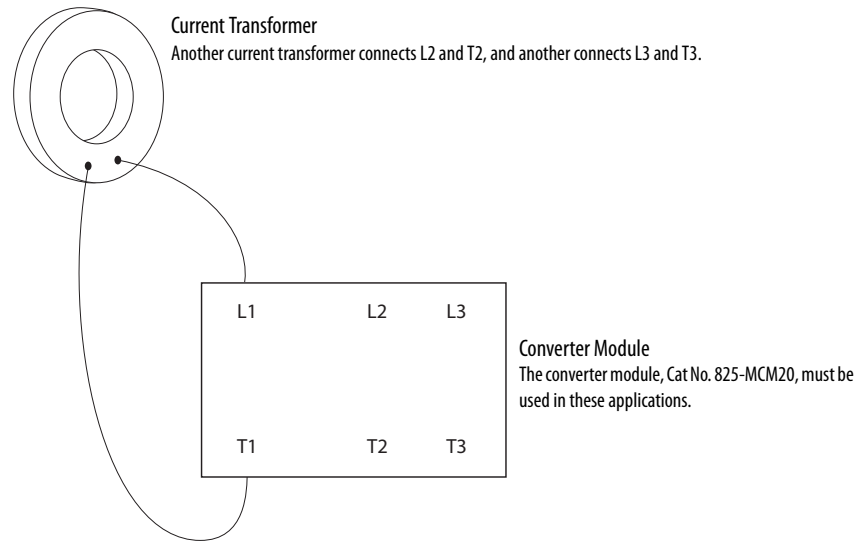 Current Transformer
Another current transformer connects L2 and T2, and another connects L3 and T3.
L1 L2 L3
Converter Module
The converter module, Cat No. 825-MCM20, must be
used in these applications.
T1 T2 T3